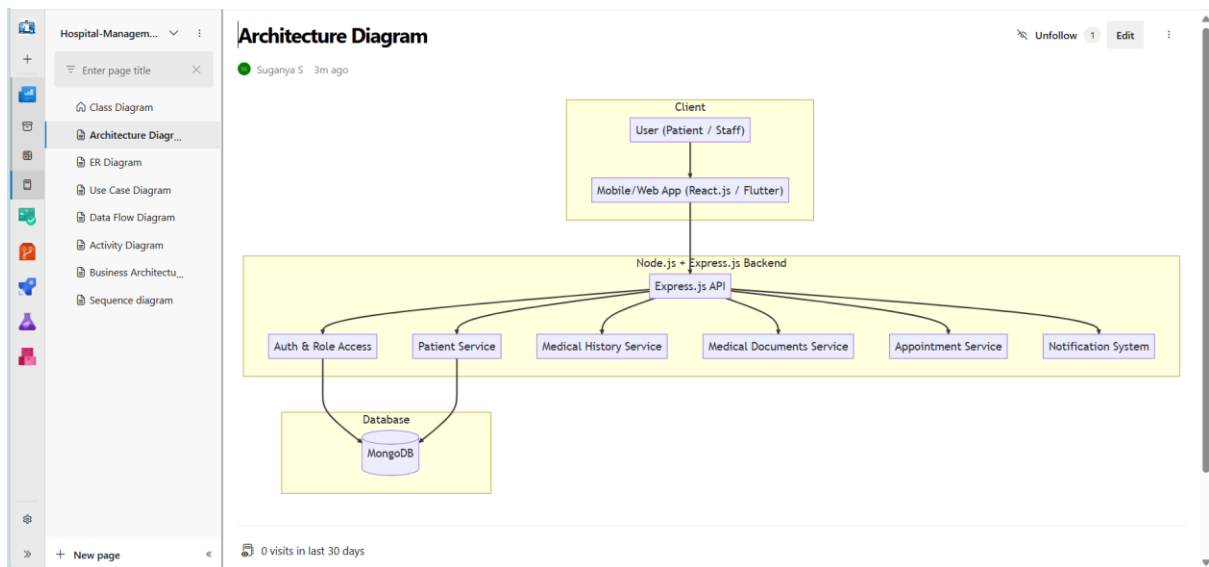 Hospital-Managem...
Enter page title
Class Diagram
Architecture Diagr...
ER Diagram
Use Case Diagram
Data Flow Diagram
Activity Diagram
Business Architectu...
Sequence diagram
New page
Architecture Diagram
Unfollow 1 Edit
Suganya S 3m ago
Client
User (Patient / Staff)
Mobile/Web App (React.js / Flutter)
Node.js + Express.js Backend
Express.js API
Auth & Role Access Patient Service Medical History Service Medical Documents Service Appointment Service Notification System
Database
MongoDB
0 visits in last 30 days